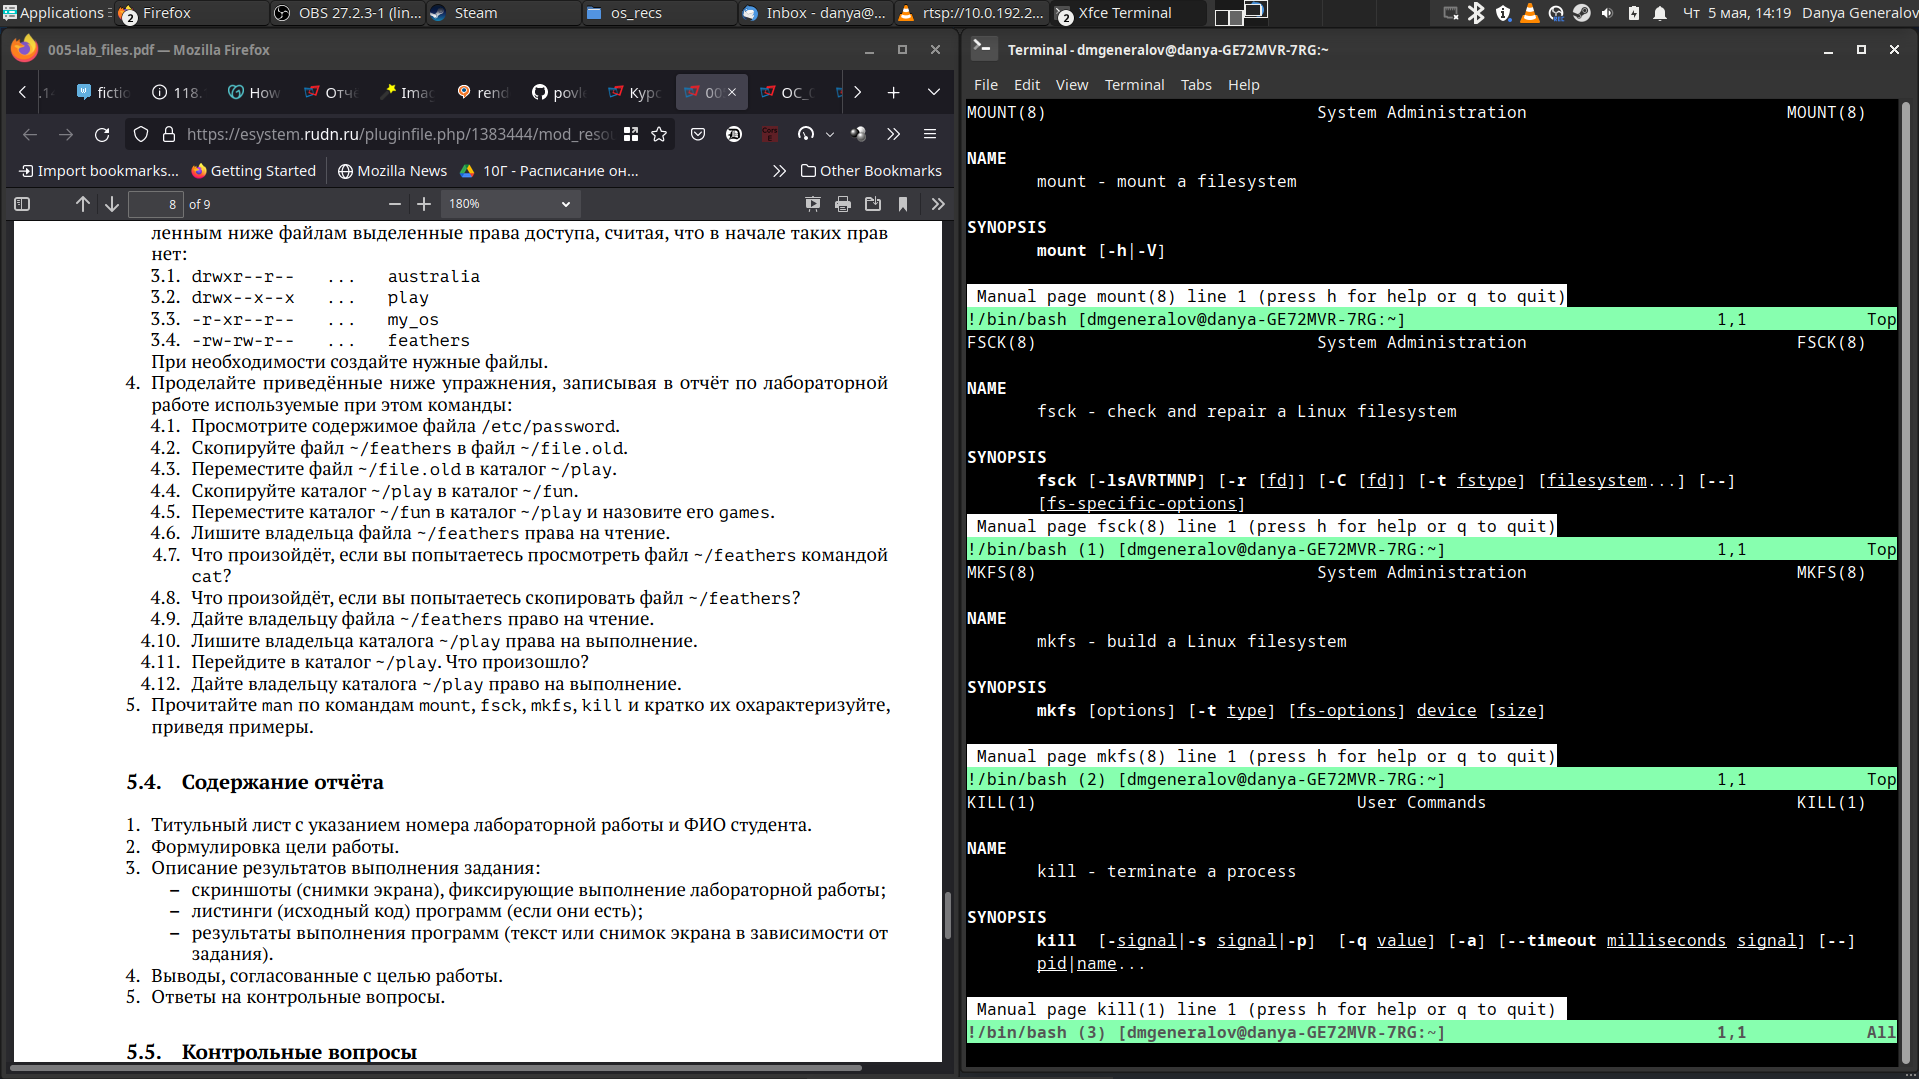 Applications
2 Firefox
OBS 27.2.3-1 (lin...
Steam
os_recs
Inbox - danya@...
rtsp://10.0.192.2...
2 Xfce Terminal
Чт 5 мая, 14:19 Danya Generalov
005-lab_files.pdf — Mozilla Firefox
fictio
118.
How
Отчё
Imag
rend
povle
Курс
005
ОС_
https://esystem.rudn.ru/pluginfile.php/1383444/mod_reso
Import bookmarks... Getting Started Mozilla News 10Г - Расписание он... Other Bookmarks
8 of 9
180%
ленным ниже файлам выделенные права доступа, считая, что в начале таких прав
нет:
3.1. drwxr--r-- ... australia
3.2. drwx--x--x ... play
3.3. -r-xr--r-- ... my_os
3.4. -rw-rw-r-- ... feathers
При необходимости создайте нужные файлы.
4. Проделайте приведённые ниже упражнения, записывая в отчёт по лабораторной
работе используемые при этом команды:
4.1. Просмотрите содержимое файла /etc/password.
4.2. Скопируйте файл ~/feathers в файл ~/file.old.
4.3. Переместите файл ~/file.old в каталог ~/play.
4.4. Скопируйте каталог ~/play в каталог ~/fun.
4.5. Переместите каталог ~/fun в каталог ~/play и назовите его games.
4.6. Лишите владельца файла ~/feathers права на чтение.
4.7. Что произойдёт, если вы попытаетесь просмотреть файл ~/feathers командой
cat?
4.8. Что произойдёт, если вы попытаетесь скопировать файл ~/feathers?
4.9. Дайте владельцу файла ~/feathers право на чтение.
4.10. Лишите владельца каталога ~/play права на выполнение.
4.11. Перейдите в каталог ~/play. Что произошло?
4.12. Дайте владельцу каталога ~/play право на выполнение.
5. Прочитайте man по командам mount, fsck, mkfs, kill и кратко их охарактеризуйте,
приведя примеры.
5.4. Содержание отчёта
1. Титульный лист с указанием номера лабораторной работы и ФИО студента.
2. Формулировка цели работы.
3. Описание результатов выполнения задания:
– скриншоты (снимки экрана), фиксирующие выполнение лабораторной работы;
– листинги (исходный код) программ (если они есть);
– результаты выполнения программ (текст или снимок экрана в зависимости от
задания).
4. Выводы, согласованные с целью работы.
5. Ответы на контрольные вопросы.
5.5. Контрольные вопросы
Terminal - dmgeneralov@danya-GE72MVR-7RG:~
File Edit View Terminal Tabs Help
MOUNT(8) System Administration MOUNT(8)
NAME
mount - mount a filesystem
SYNOPSIS
mount [-h|-V]
Manual page mount(8) line 1 (press h for help or q to quit)
!/bin/bash [dmgeneralov@danya-GE72MVR-7RG:~] 1,1 Top
FSCK(8) System Administration FSCK(8)
NAME
fsck - check and repair a Linux filesystem
SYNOPSIS
fsck [-lsAVRTMNP] [-r [fd]] [-C [fd]] [-t fstype] [filesystem...] [--]
[fs-specific-options]
Manual page fsck(8) line 1 (press h for help or q to quit)
!/bin/bash (1) [dmgeneralov@danya-GE72MVR-7RG:~] 1,1 Top
MKFS(8) System Administration MKFS(8)
NAME
mkfs - build a Linux filesystem
SYNOPSIS
mkfs [options] [-t type] [fs-options] device [size]
Manual page mkfs(8) line 1 (press h for help or q to quit)
!/bin/bash (2) [dmgeneralov@danya-GE72MVR-7RG:~] 1,1 Top
KILL(1) User Commands KILL(1)
NAME
kill - terminate a process
SYNOPSIS
kill [-signal|-s signal|-p] [-q value] [-a] [--timeout milliseconds signal] [--]
pid|name...
Manual page kill(1) line 1 (press h for help or q to quit)
!/bin/bash (3) [dmgeneralov@danya-GE72MVR-7RG:~] 1,1 All